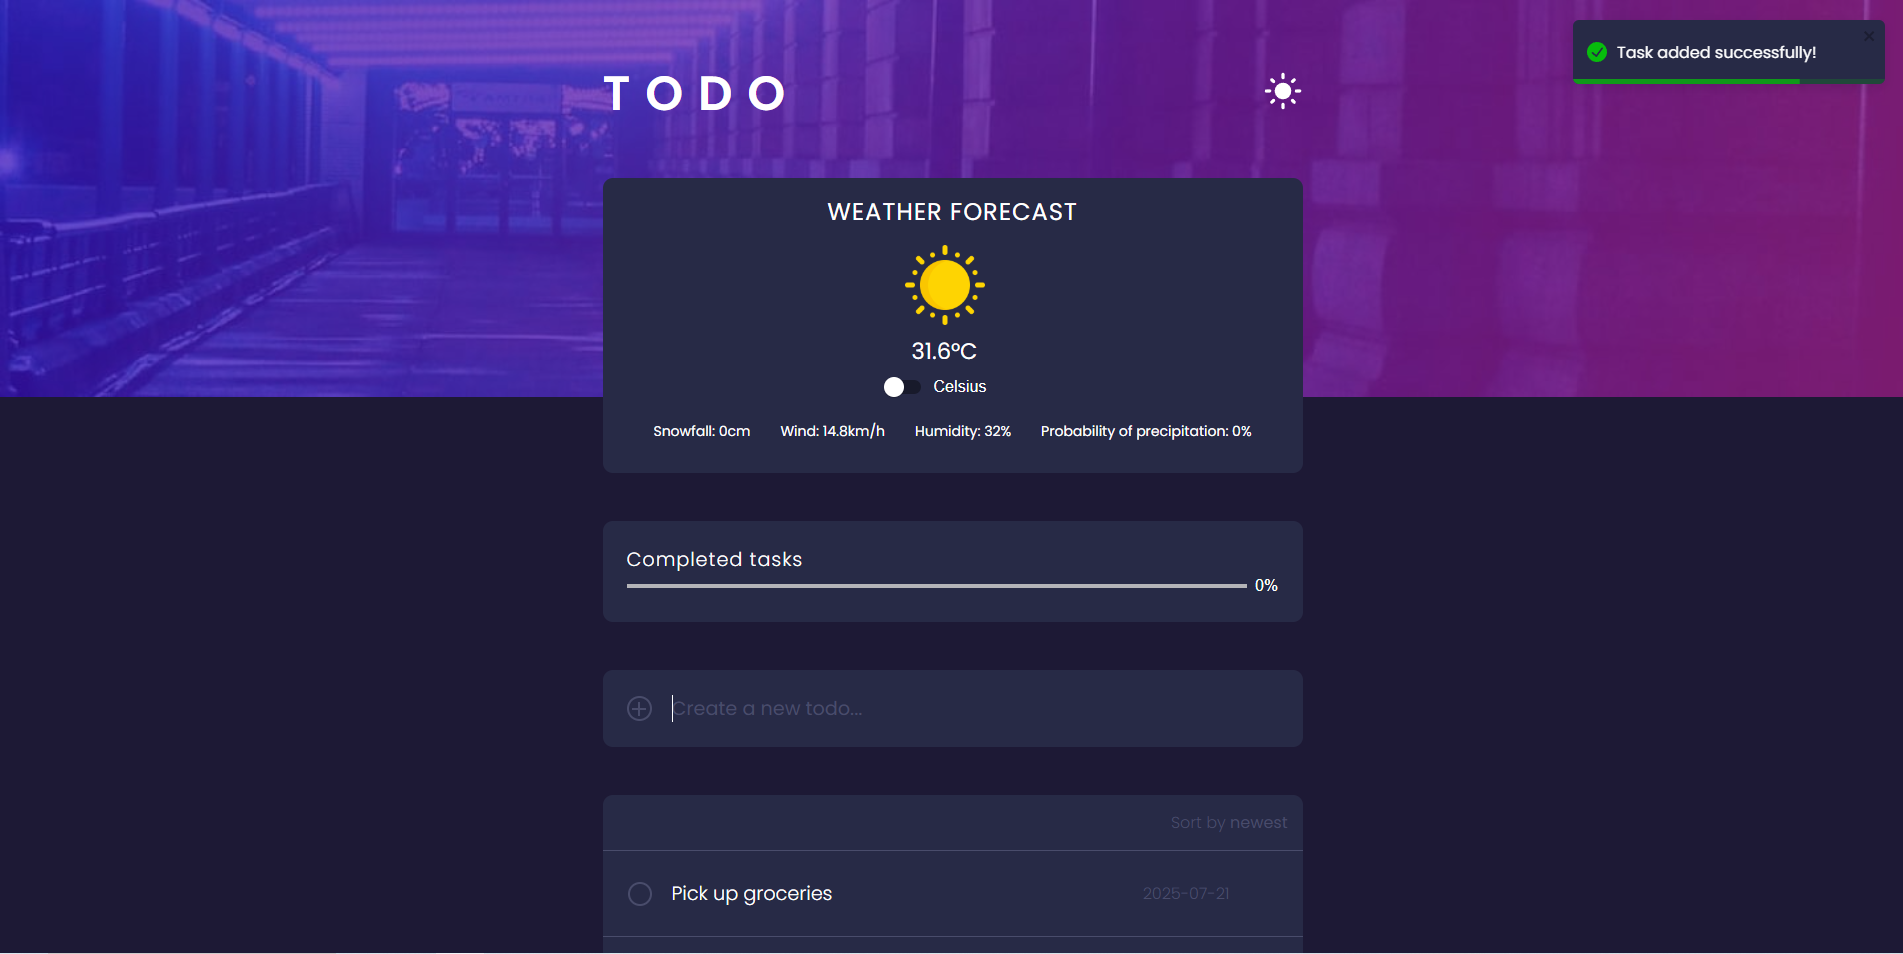 TODO
Task added successfully!
WEATHER FORECAST
31.6°C
Celsius
Snowfall: 0cm Wind: 14.8km/h Humidity: 32% Probability of precipitation: 0%
Completed tasks
0%
Create a new todo...
Sort by newest
Pick up groceries 2025-07-21